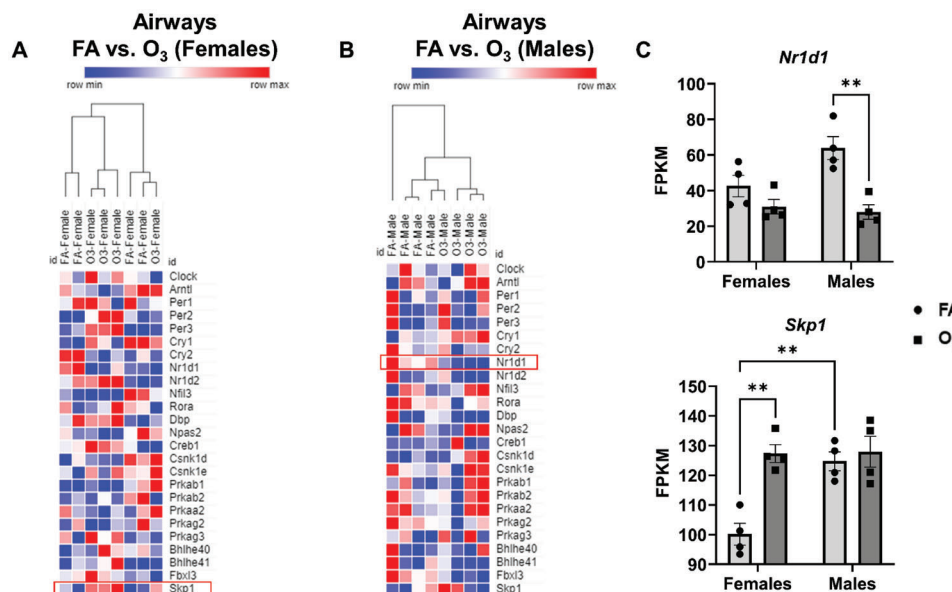 A
Airways
FA vs. O3 (Females)
row min
row max
id
FA-Female
FA-Female
O3-Female
O3-Female
O3-Female
FA-Female
FA-Female
O3-Female
id
Clock
Arntl
Per1
Per2
Per3
Cry1
Cry2
Nr1d1
Nr1d2
Nfil3
Rora
Dbp
Npas2
Creb1
Csnk1d
Csnk1e
Prkab1
Prkab2
Prkaa2
Prkag2
Prkag3
Bhlhe40
Bhlhe41
Fbxl3
Skp1
B
Airways
FA vs. O3 (Males)
row min
row max
id
FA-Male
FA-Male
FA-Male
FA-Male
O3-Male
O3-Male
O3-Male
O3-Male
id
Clock
Arntl
Per1
Per2
Per3
Cry1
Cry2
Nr1d1
Nr1d2
Nfil3
Rora
Dbp
Npas2
Creb1
Csnk1d
Csnk1e
Prkab1
Prkab2
Prkaa2
Prkag2
Prkag3
Bhlhe40
Bhlhe41
Fbxl3
Skp1
C
Nr1d1
FPKM
100
80
60
40
20
0
**
Females
Males
Skp1
FPKM
150
140
130
120
110
100
90
**
**
Females
Males
FA
O